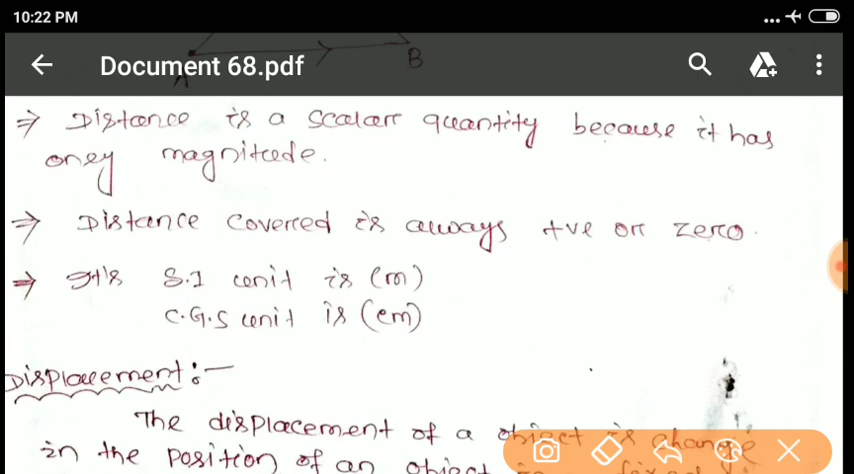 10:22 PM
A B
Document 68.pdf
⇒ Distance is a scalar quantity because it has
only magnitude.
⇒ Distance covered is always +ve or zero.
⇒ It's S.I unit is (m)
C.G.S unit is (cm)
Displacement:-
The displacement of a object is change
in the position of an object